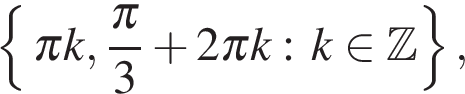 { πk, π/3 + 2πk : k ∈ ℤ },